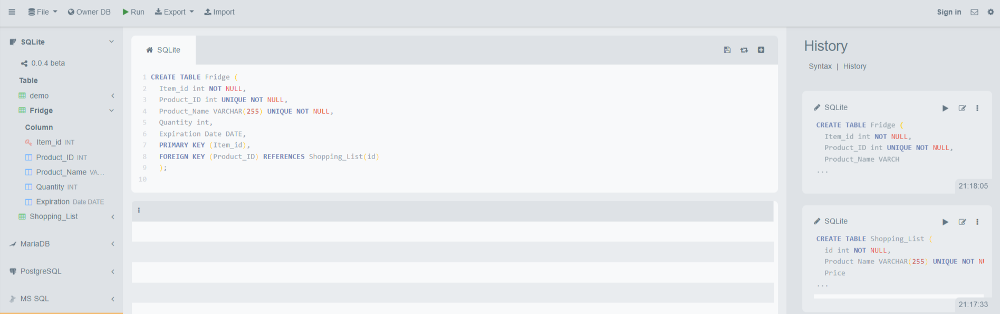 File Owner DB Run Export Import Sign in
SQLite
0.0.4 beta
Table
demo
Fridge
Column
Item_id INT
Product_ID INT
Product_Name VA...
Quantity INT
Expiration Date DATE
Shopping_List
MariaDB
PostgreSQL
MS SQL
SQLite
1 CREATE TABLE Fridge (
2 Item_id int NOT NULL,
3 Product_ID int UNIQUE NOT NULL,
4 Product_Name VARCHAR(255) UNIQUE NOT NULL,
5 Quantity int,
6 Expiration Date DATE,
7 PRIMARY KEY (Item_id),
8 FOREIGN KEY (Product_ID) REFERENCES Shopping_List(id)
9 );
10
History
Syntax | History
SQLite
CREATE TABLE Fridge (
Item_id int NOT NULL,
Product_ID int UNIQUE NOT NULL,
Product_Name VARCH
...
21:18:05
SQLite
CREATE TABLE Shopping_List (
id int NOT NULL,
Product Name VARCHAR(255) UNIQUE NOT NU
Price
...
21:17:33